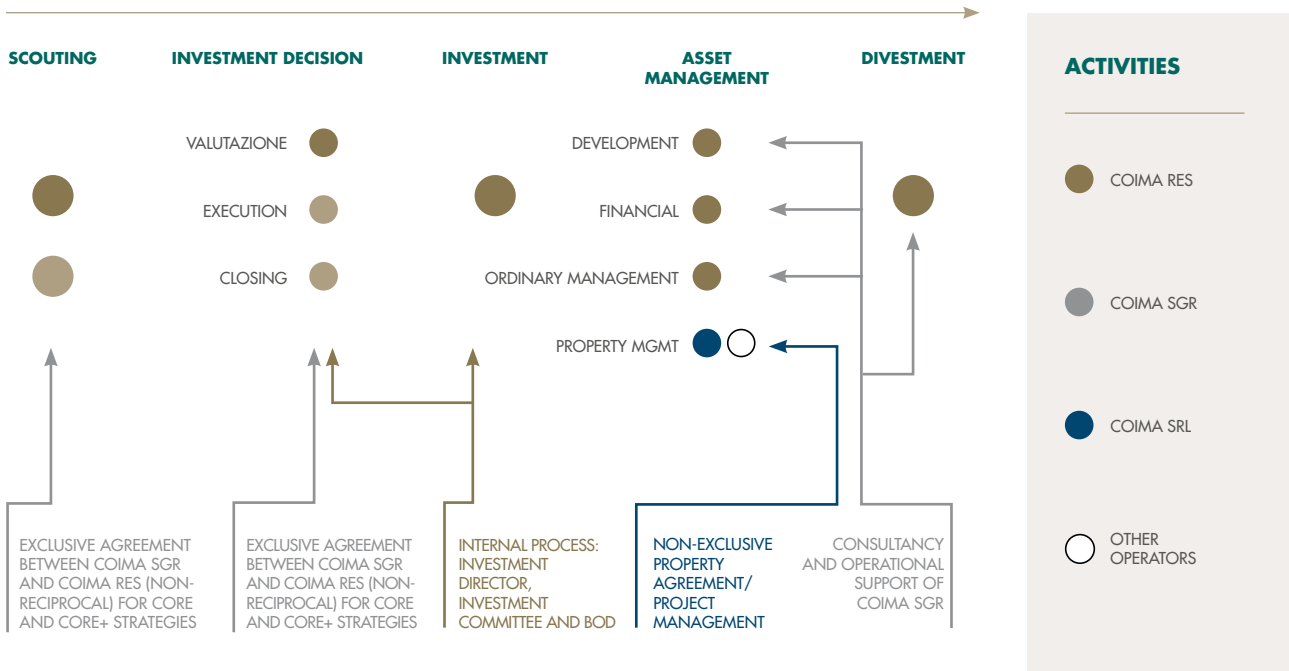 SCOUTING
INVESTMENT DECISION
INVESTMENT
ASSET
MANAGEMENT
DIVESTMENT
VALUTAZIONE
EXECUTION
CLOSING
DEVELOPMENT
FINANCIAL
ORDINARY MANAGEMENT
PROPERTY MGMT
EXCLUSIVE AGREEMENT
BETWEEN COIMA SGR
AND COIMA RES (NON-
RECIPROCAL) FOR CORE
AND CORE+ STRATEGIES
EXCLUSIVE AGREEMENT
BETWEEN COIMA SGR
AND COIMA RES (NON-
RECIPROCAL) FOR CORE
AND CORE+ STRATEGIES
INTERNAL PROCESS:
INVESTMENT
DIRECTOR,
INVESTMENT
COMMITTEE AND BOD
NON-EXCLUSIVE
PROPERTY
AGREEMENT/
PROJECT
MANAGEMENT
CONSULTANCY
AND OPERATIONAL
SUPPORT OF
COIMA SGR
ACTIVITIES
COIMA RES
COIMA SGR
COIMA SRL
OTHER
OPERATORS